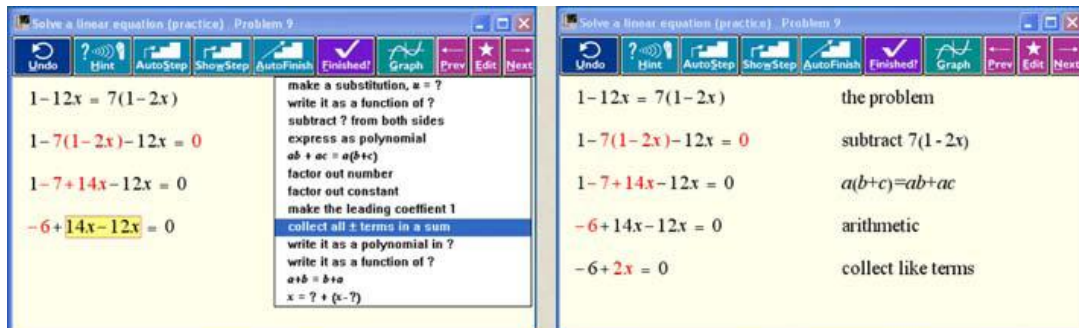 Solve a linear equation (practice) Problem 9
Undo Hint AutoStep ShowStep AutoFinish Finished? Graph Prev Edit Next
1-12x = 7(1-2x)
1-7(1-2x)-12x = 0
1-7+14x-12x = 0
-6+14x-12x = 0
make a substitution, u = ?
write it as a function of ?
subtract ? from both sides
express as polynomial
ab + ac = a(b+c)
factor out number
factor out constant
make the leading coeffient 1
collect all ± terms in a sum
write it as a polynomial in ?
write it as a function of ?
a+b = b+a
x = ? + (x-?)
Solve a linear equation (practice) Problem 9
Undo Hint AutoStep ShowStep AutoFinish Finished? Graph Prev Edit Next
1-12x = 7(1-2x) the problem
1-7(1-2x)-12x = 0 subtract 7(1-2x)
1-7+14x-12x = 0 a(b+c)=ab+ac
-6+14x-12x = 0 arithmetic
-6+2x = 0 collect like terms